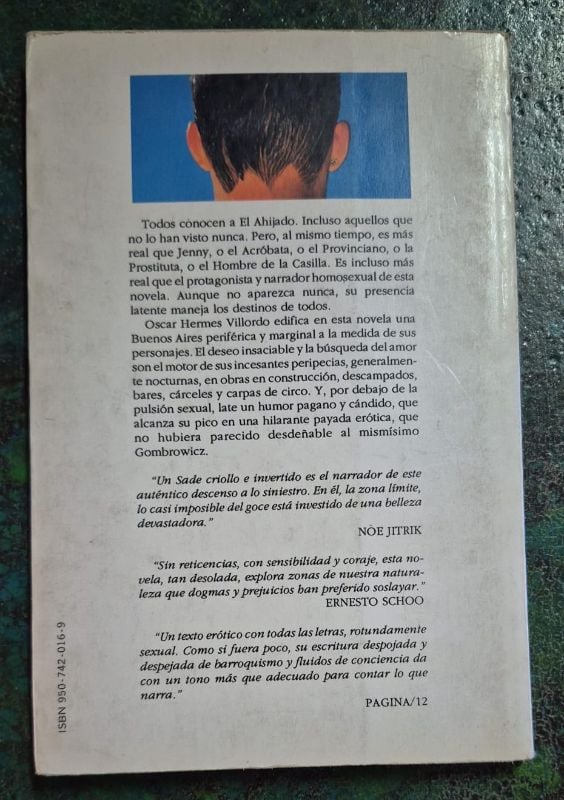 Todos conocen a El Ahijado. Incluso aquellos que
no lo han visto nunca. Pero, al mismo tiempo, es más
real que Jenny, o el Acróbata, o el Provinciano, o la
Prostituta, o el Hombre de la Casilla. Es incluso más
real que el protagonista y narrador homosexual de esta
novela. Aunque no aparezca nunca, su presencia
latente maneja los destinos de todos.
Oscar Hermes Villordo edifica en esta novela una
Buenos Aires periférica y marginal a la medida de sus
personajes. El deseo insaciable y la búsqueda del amor
son el motor de sus incesantes peripecias, generalmen-
te nocturnas, en obras en construcción, descampados,
bares, cárceles y carpas de circo. Y, por debajo de la
pulsión sexual, late un humor pagano y cándido, que
alcanza su pico en una hilarante payada erótica, que
no hubiera parecido desdeñable al mismísimo
Gombrowicz.
"Un Sade criollo e invertido es el narrador de este
auténtico descenso a lo siniestro. En él, la zona límite,
lo casi imposible del goce está investido de una belleza
devastadora."
NÖE JITRIK
"Sin reticencias, con sensibilidad y coraje, esta no-
vela, tan desolada, explora zonas de nuestra natura-
leza que dogmas y prejuicios han preferido soslayar."
ERNESTO SCHOO
"Un texto erótico con todas las letras, rotundamente
sexual. Como si fuera poco, su escritura despojada y
despejada de barroquismo y fluidos de conciencia da
con un tono más que adecuado para contar lo que
narra."
PAGINA/12
ISBN 950-742-016-9